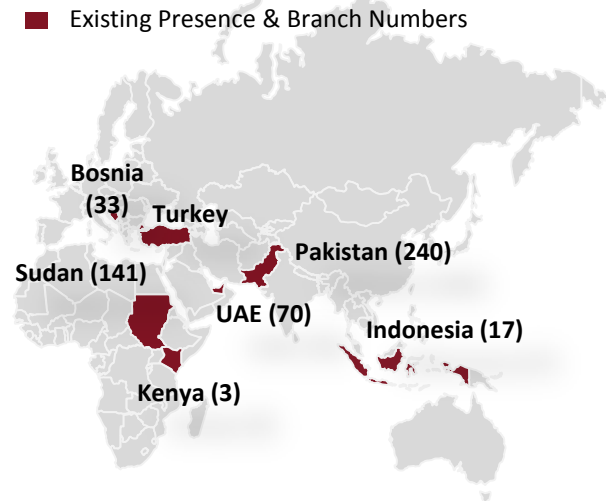 Existing Presence & Branch Numbers
Bosnia
(33)
Turkey
Pakistan (240)
Sudan (141)
UAE (70)
Indonesia (17)
Kenya (3)